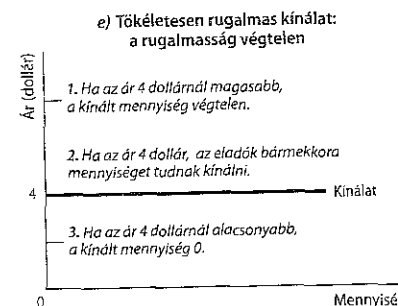 e) Tökéletesen rugalmas kínálat:
a rugalmasság végtelen
Ár (dollár)
1. Ha az ár 4 dollárnál magasabb,
a kínált mennyiség végtelen.
2. Ha az ár 4 dollár, az eladók bármekkora
mennyiséget tudnak kínálni.
4
Kínálat
3. Ha az ár 4 dollárnál alacsonyabb,
a kínált mennyiség 0.
0
Mennyisé